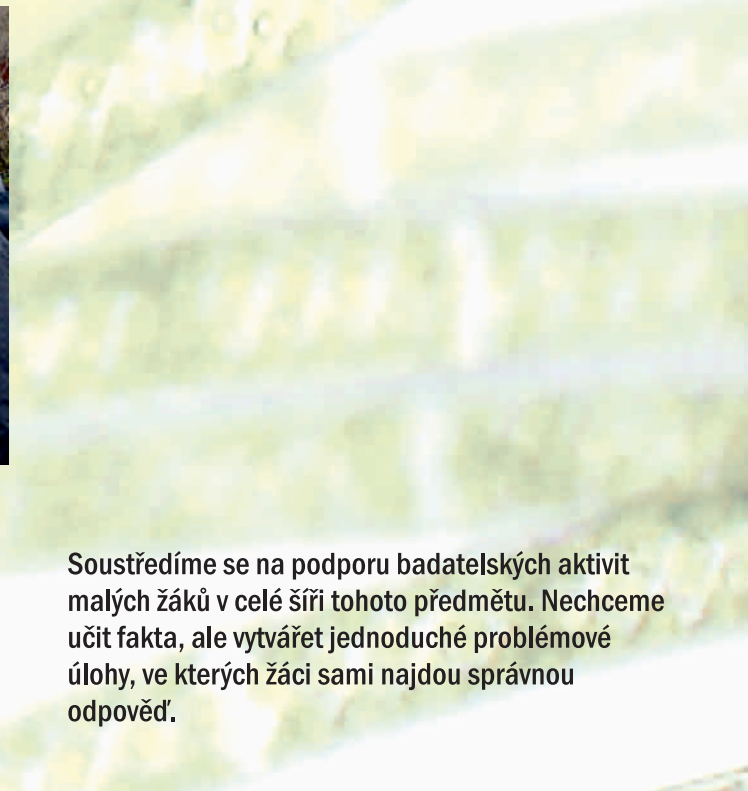 Soustředíme se na podporu badatelských aktivit
malých žáků v celé šíři tohoto předmětu. Nechceme
učit fakta, ale vytvářet jednoduché problémové
úlohy, ve kterých žáci sami najdou správnou
odpověď.